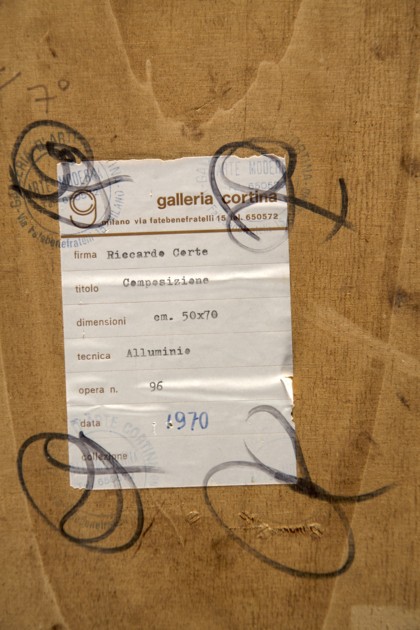 7°
galleria cortina
milano via fatebenefratelli 15 tel. 650572
firma Riccardo Corte
titolo Composizione
dimensioni cm. 50x70
tecnica Alluminio
opera n. 96
data 1970
collezione